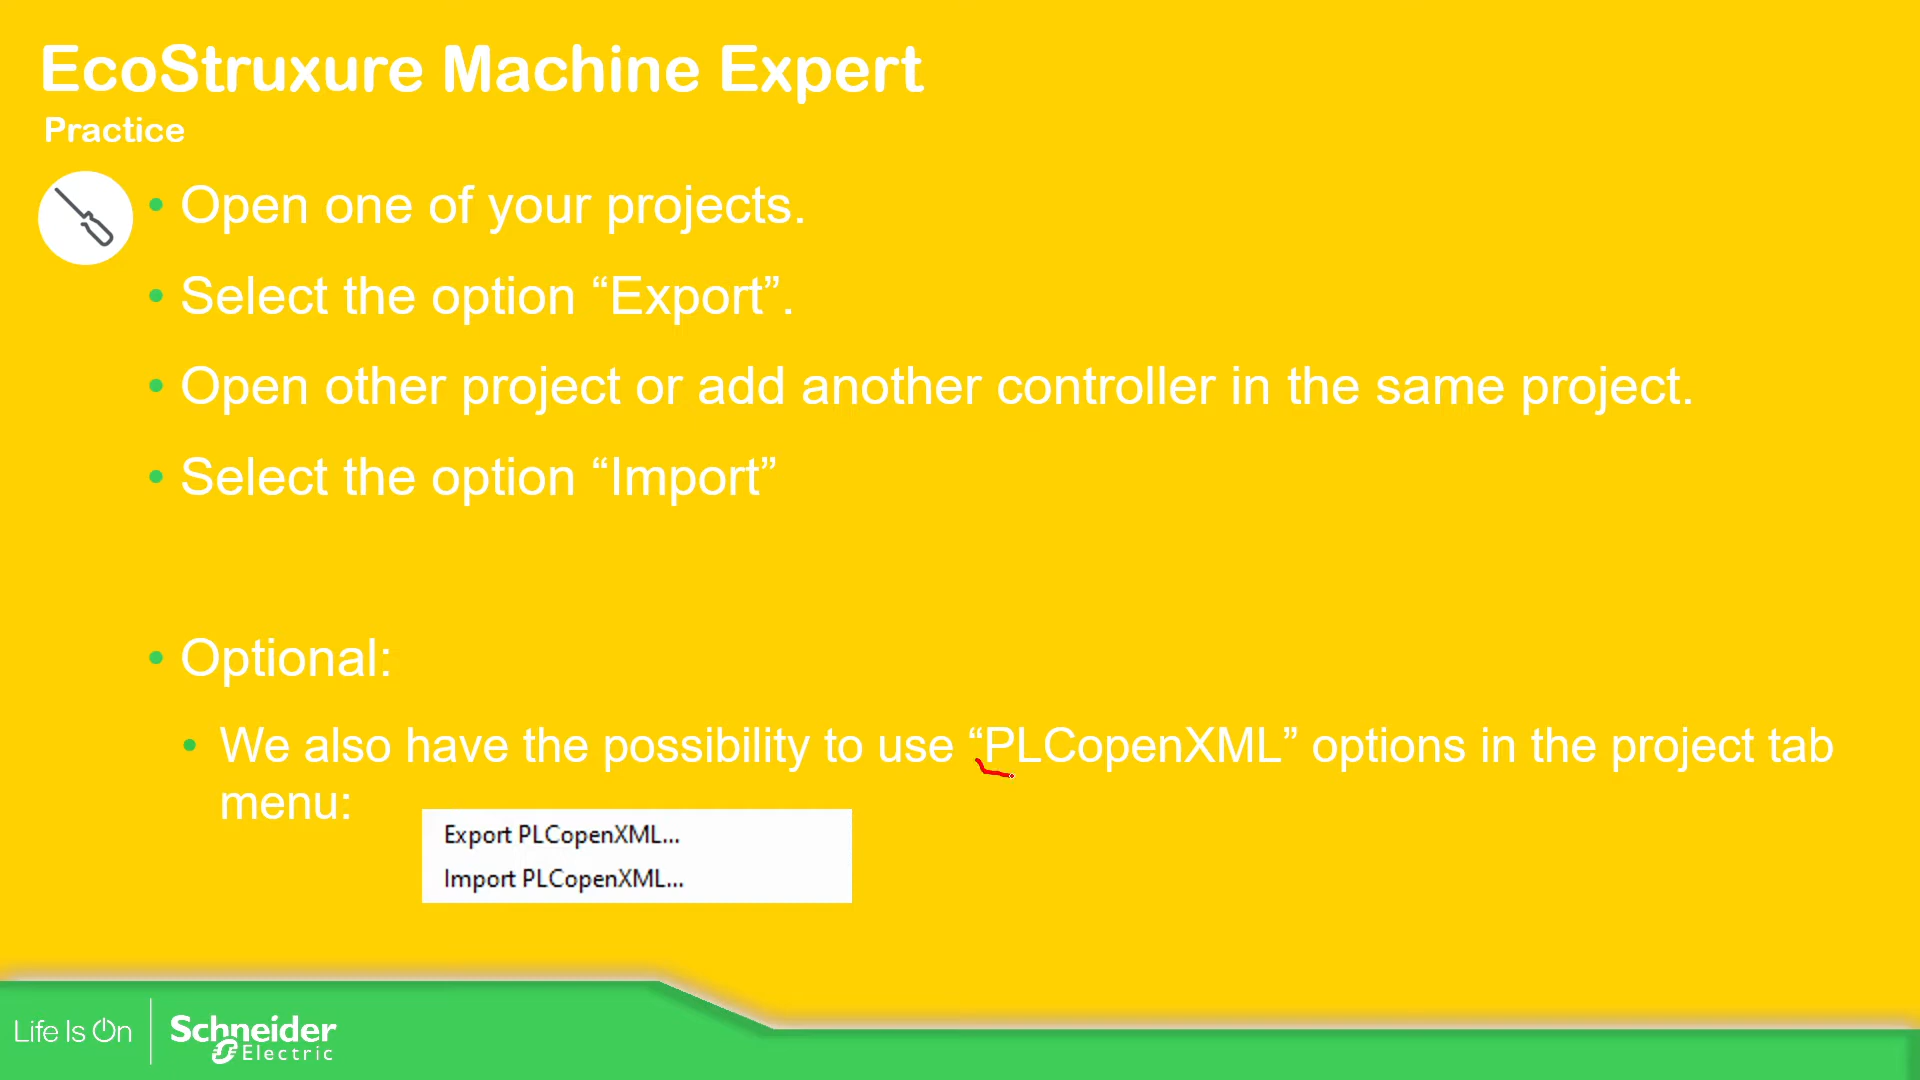 EcoStruxure Machine Expert
Practice
• Open one of your projects.
• Select the option “Export”.
• Open other project or add another controller in the same project.
• Select the option “Import”
• Optional:
• We also have the possibility to use “PLCopenXML” options in the project tab
menu:
Export PLCopenXML...
Import PLCopenXML...
Life Is On
Schneider
Electric